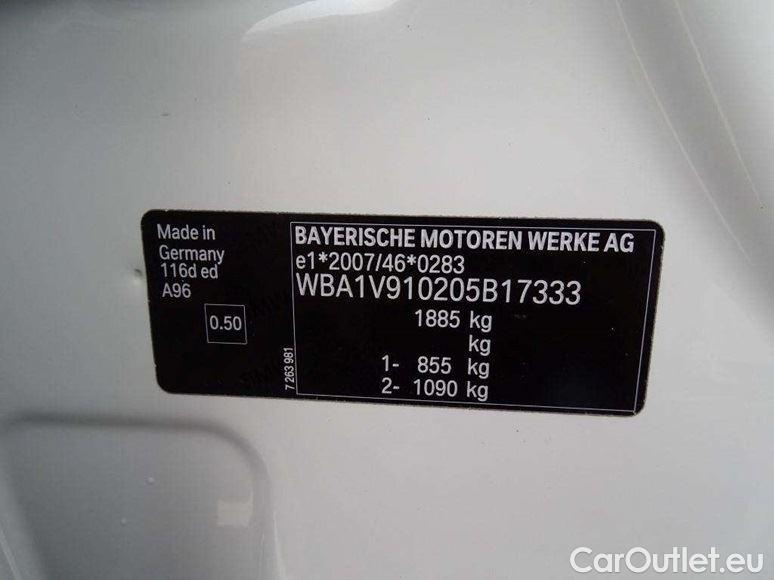 Made in
Germany
116d ed
A96
0.50
7 263 981
BAYERISCHE MOTOREN WERKE AG
e1*2007/46*0283
WBA1V910205B17333
1885 kg
kg
1- 855 kg
2- 1090 kg
CarOutlet.eu